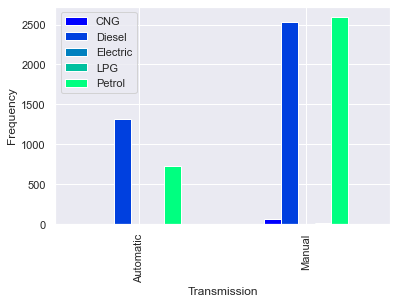 CNG
Diesel
Electric
LPG
Petrol
Frequency
2500
2000
1500
1000
500
0
Automatic
Manual
Transmission